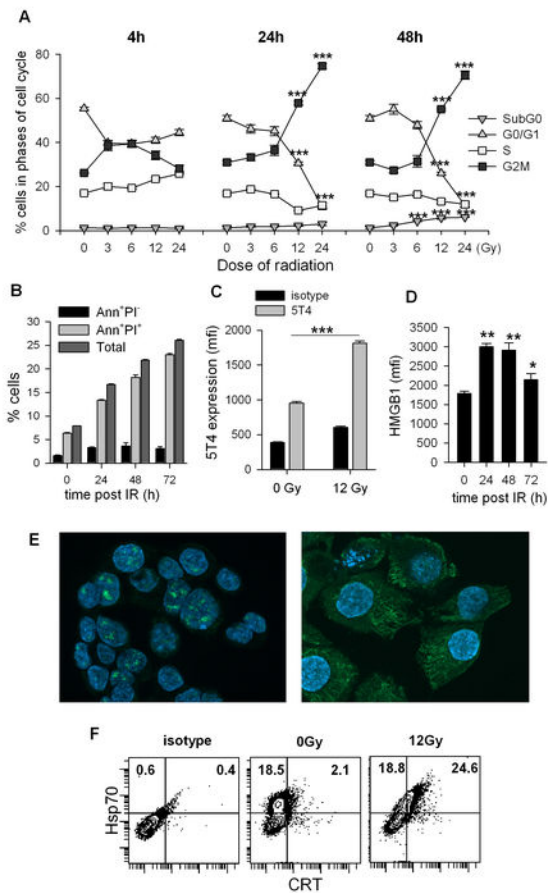 A
4h 24h 48h
% cells in phases of cell cycle
80
60
40
20
0
*** *** *** ***
*** *** *** ***
*** *** *** ***
SubG0
G0/G1
S
G2M
0 3 6 12 24 0 3 6 12 24 0 3 6 12 24 (Gy)
Dose of radiation
B
Ann⁺PI⁻
Ann⁺PI⁺
Total
% cells
30
25
20
15
10
5
0
0 24 48 72
time post IR (h)
C
isotype
5T4
5T4 expression (mfi)
2000
1500
1000
500
0
***
0 Gy 12 Gy
D
HMGB1 (mfi)
3500
3000
2500
2000
1500
1000
500
0
** ** *
0 24 48 72
time post IR (h)
E
F
isotype 0Gy 12Gy
0.6 0.4 18.5 2.1 18.8 24.6
Hsp70
CRT